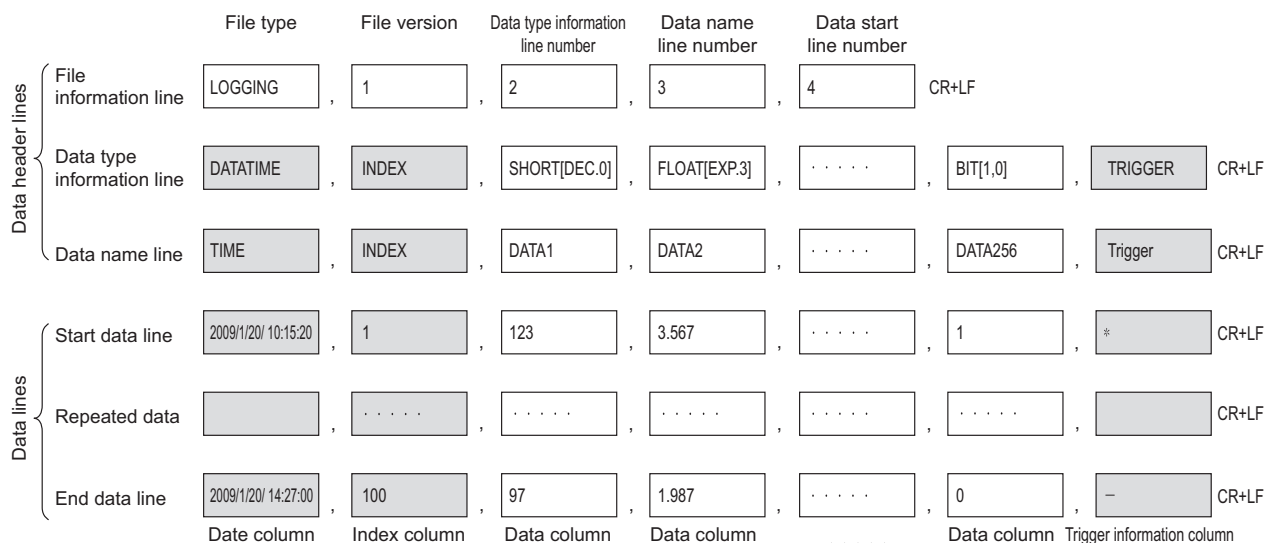 File type File version Data type information line number Data name line number Data start line number
Data header lines
File information line LOGGING , 1 , 2 , 3 , 4 CR+LF
Data type information line DATATIME , INDEX , SHORT[DEC.0] , FLOAT[EXP.3] , · · · · · , BIT[1,0] , TRIGGER CR+LF
Data name line TIME , INDEX , DATA1 , DATA2 , · · · · · , DATA256 , Trigger CR+LF
Data lines
Start data line 2009/1/20/ 10:15:20 , 1 , 123 , 3.567 , · · · · · , 1 , * CR+LF
Repeated data , · · · · · , · · · · · , · · · · · , · · · · · , · · · · · , CR+LF
End data line 2009/1/20/ 14:27:00 , 100 , 97 , 1.987 , · · · · · , 0 , − CR+LF
Date column Index column Data column Data column · · · · · Data column Trigger information column